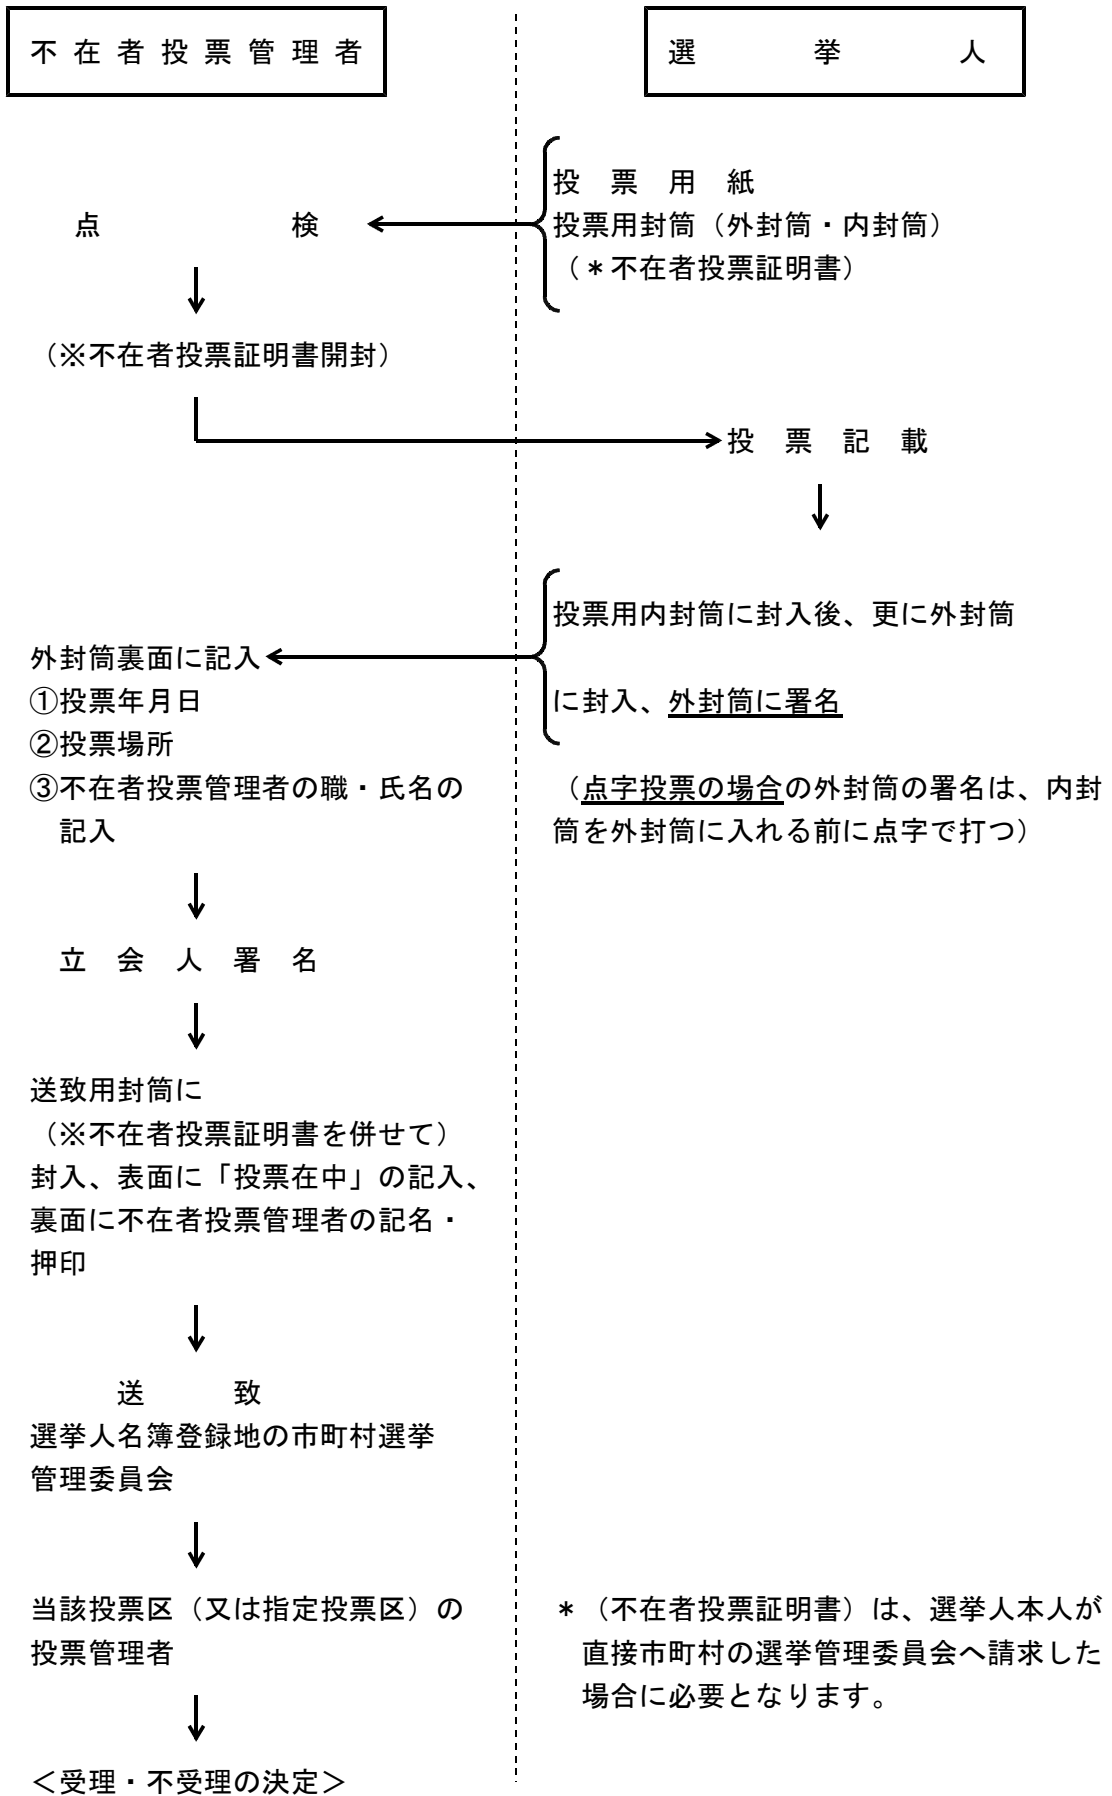 不在者投票管理者
選挙人
投票用紙
点検
投票用封筒（外封筒・内封筒）
（＊不在者投票証明書）
（※不在者投票証明書開封）
投票記載
投票用内封筒に封入後、更に外封筒
に封入、外封筒に署名
（点字投票の場合の外封筒の署名は、内封
筒を外封筒に入れる前に点字で打つ）
外封筒裏面に記入
①投票年月日
②投票場所
③不在者投票管理者の職・氏名の
記入
立会人署名
送致用封筒に
（※不在者投票証明書を併せて）
封入、表面に「投票在中」の記入、
裏面に不在者投票管理者の記名・
押印
送致
選挙人名簿登録地の市町村選挙
管理委員会
当該投票区（又は指定投票区）の
投票管理者
＜受理・不受理の決定＞
＊（不在者投票証明書）は、選挙人本人が
直接市町村の選挙管理委員会へ請求した
場合に必要となります。